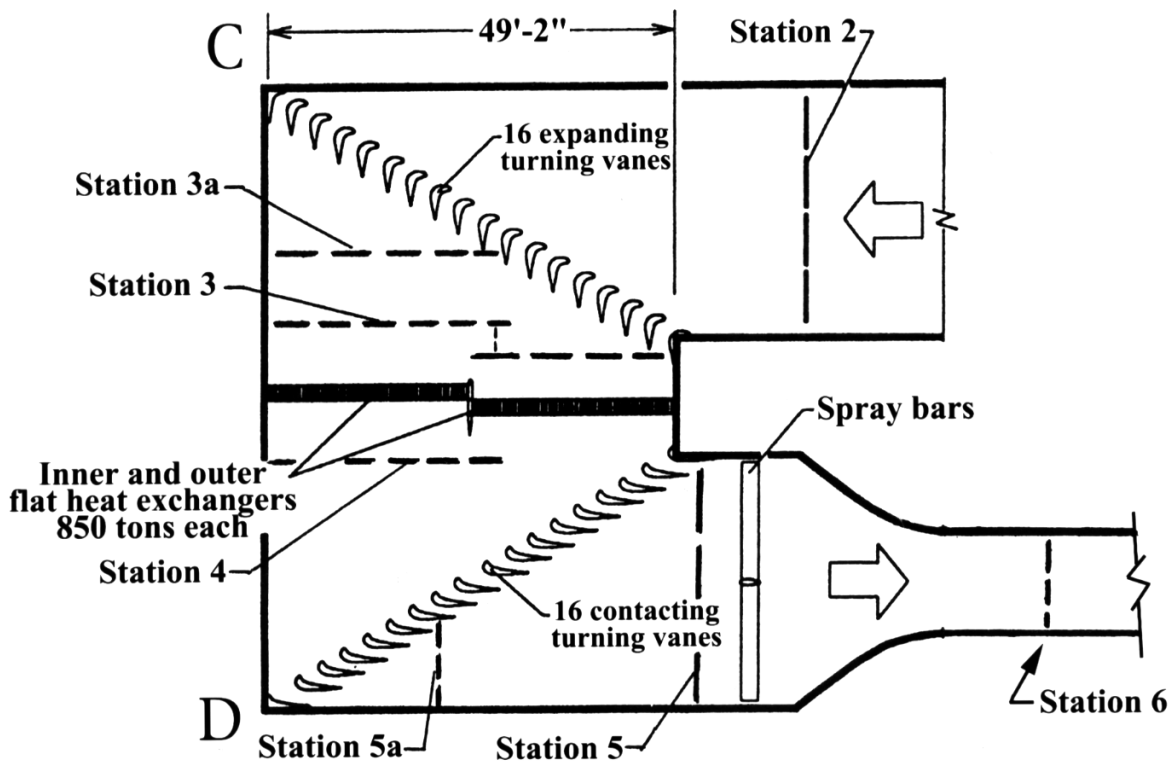 C
49'-2"
Station 2
16 expanding
turning vanes
Station 3a
Station 3
Spray bars
Inner and outer
flat heat exchangers
850 tons each
Station 4
16 contacting
turning vanes
D
Station 5a
Station 5
Station 6